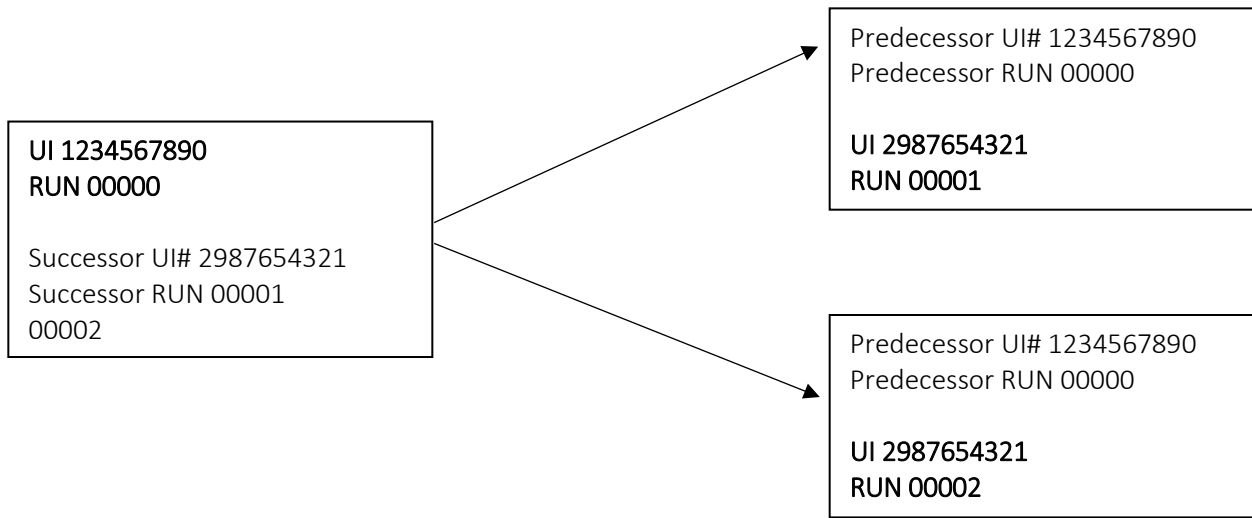 UI 1234567890
RUN 00000
Successor UI# 2987654321
Successor RUN 00001
00002
Predecessor UI# 1234567890
Predecessor RUN 00000
UI 2987654321
RUN 00001
Predecessor UI# 1234567890
Predecessor RUN 00000
UI 2987654321
RUN 00002